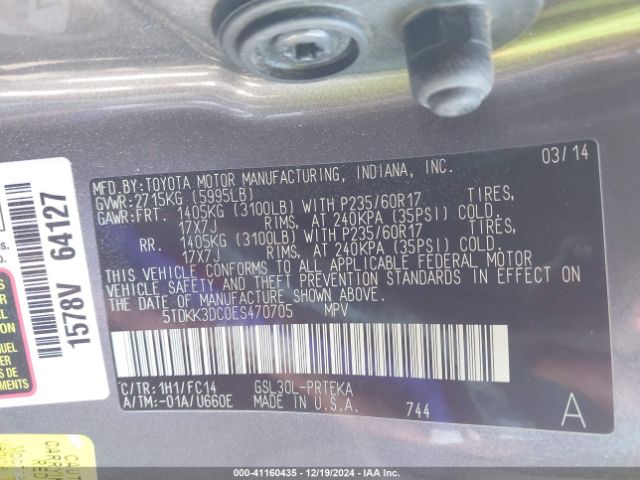 MFD.BY:TOYOTA MOTOR MANUFACTURING, INDIANA, INC. 03/14
GVWR:2715KG (5995LB)
GAWR:FRT. 1405KG (3100LB) WITH P235/60R17 TIRES,
17X7J RIMS, AT 240KPA (35PSI) COLD.
RR. 1405KG (3100LB) WITH P235/60R17 TIRES,
17X7J RIMS, AT 240KPA (35PSI) COLD.
THIS VEHICLE CONFORMS TO ALL APPLICABLE FEDERAL MOTOR
VEHICLE SAFETY AND THEFT PREVENTION STANDARDS IN EFFECT ON
THE DATE OF MANUFACTURE SHOWN ABOVE.
5TDKK3DC0ES470705 MPV
C/TR:1H1/FC14 GSL30L-PRTEKA
A/TM:-01A/U660E MADE IN U.S.A. 744 A
1578V 64127
000-41160435 - 12/19/2024 - IAA, Inc.